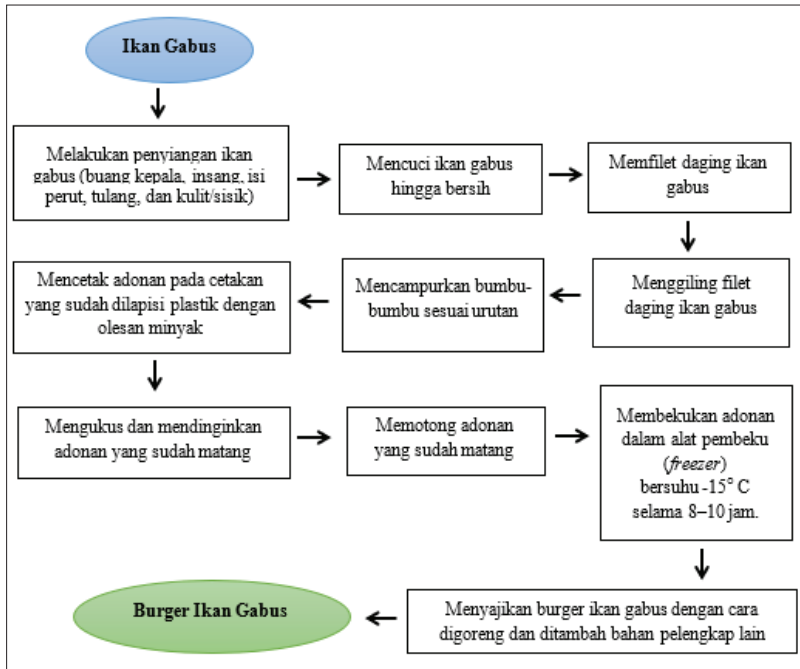 Ikan Gabus
Melakukan penyiangan ikan
gabus (buang kepala, insang, isi
perut, tulang, dan kulit/sisik)
Mencuci ikan gabus
hingga bersih
Memfilet daging ikan
gabus
Menggiling filet
daging ikan gabus
Mencampurkan bumbu-
bumbu sesuai urutan
Mencetak adonan pada cetakan
yang sudah dilapisi plastik dengan
olesan minyak
Mengukus dan mendinginkan
adonan yang sudah matang
Memotong adonan
yang sudah matang
Membekukan adonan
dalam alat pembeku
(freezer)
bersuhu -15° C
selama 8–10 jam.
Menyajikan burger ikan gabus dengan cara
digoreng dan ditambah bahan pelengkap lain
Burger Ikan Gabus